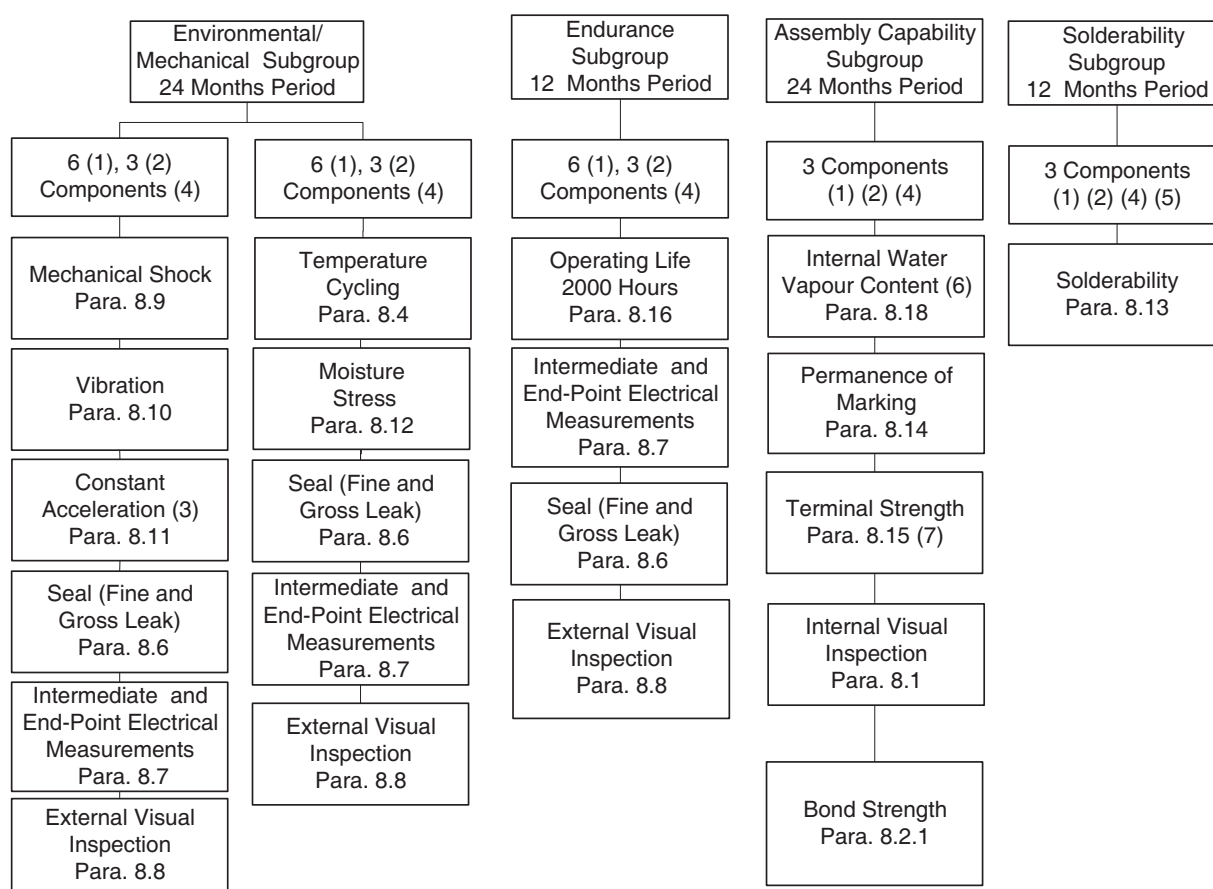 Environmental/
Mechanical Subgroup
24 Months Period
6 (1), 3 (2)
Components (4)
Mechanical Shock
Para. 8.9
Vibration
Para. 8.10
Constant
Acceleration (3)
Para. 8.11
Seal (Fine and
Gross Leak)
Para. 8.6
Intermediate and
End-Point Electrical
Measurements
Para. 8.7
External Visual
Inspection
Para. 8.8
6 (1), 3 (2)
Components (4)
Temperature
Cycling
Para. 8.4
Moisture
Stress
Para. 8.12
Seal (Fine and
Gross Leak)
Para. 8.6
Intermediate and
End-Point Electrical
Measurements
Para. 8.7
External Visual
Inspection
Para. 8.8
Endurance
Subgroup
12 Months Period
6 (1), 3 (2)
Components (4)
Operating Life
2000 Hours
Para. 8.16
Intermediate and
End-Point Electrical
Measurements
Para. 8.7
Seal (Fine and
Gross Leak)
Para. 8.6
External Visual
Inspection
Para. 8.8
Assembly Capability
Subgroup
24 Months Period
3 Components
(1) (2) (4)
Internal Water
Vapour Content (6)
Para. 8.18
Permanence of
Marking
Para. 8.14
Terminal Strength
Para. 8.15 (7)
Internal Visual
Inspection
Para. 8.1
Bond Strength
Para. 8.2.1
Solderability
Subgroup
12 Months Period
3 Components
(1) (2) (4) (5)
Solderability
Para. 8.13